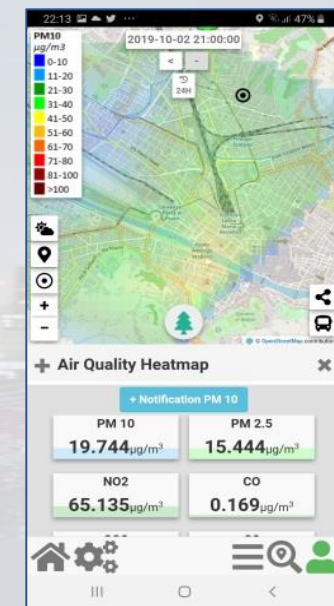 22:13 ... 47%
PM10
µg/m3
0-10
11-20
21-30
31-40
41-50
51-60
61-70
71-80
81-100
>100
2019-10-02 21:00:00
< -
24H
+
-
© OpenStreetMap contributors
Air Quality Heatmap
+ Notification PM 10
PM 10 PM 2.5
19.744µg/m³ 15.444µg/m³
NO2 CO
65.135µg/m³ 0.169µg/m³